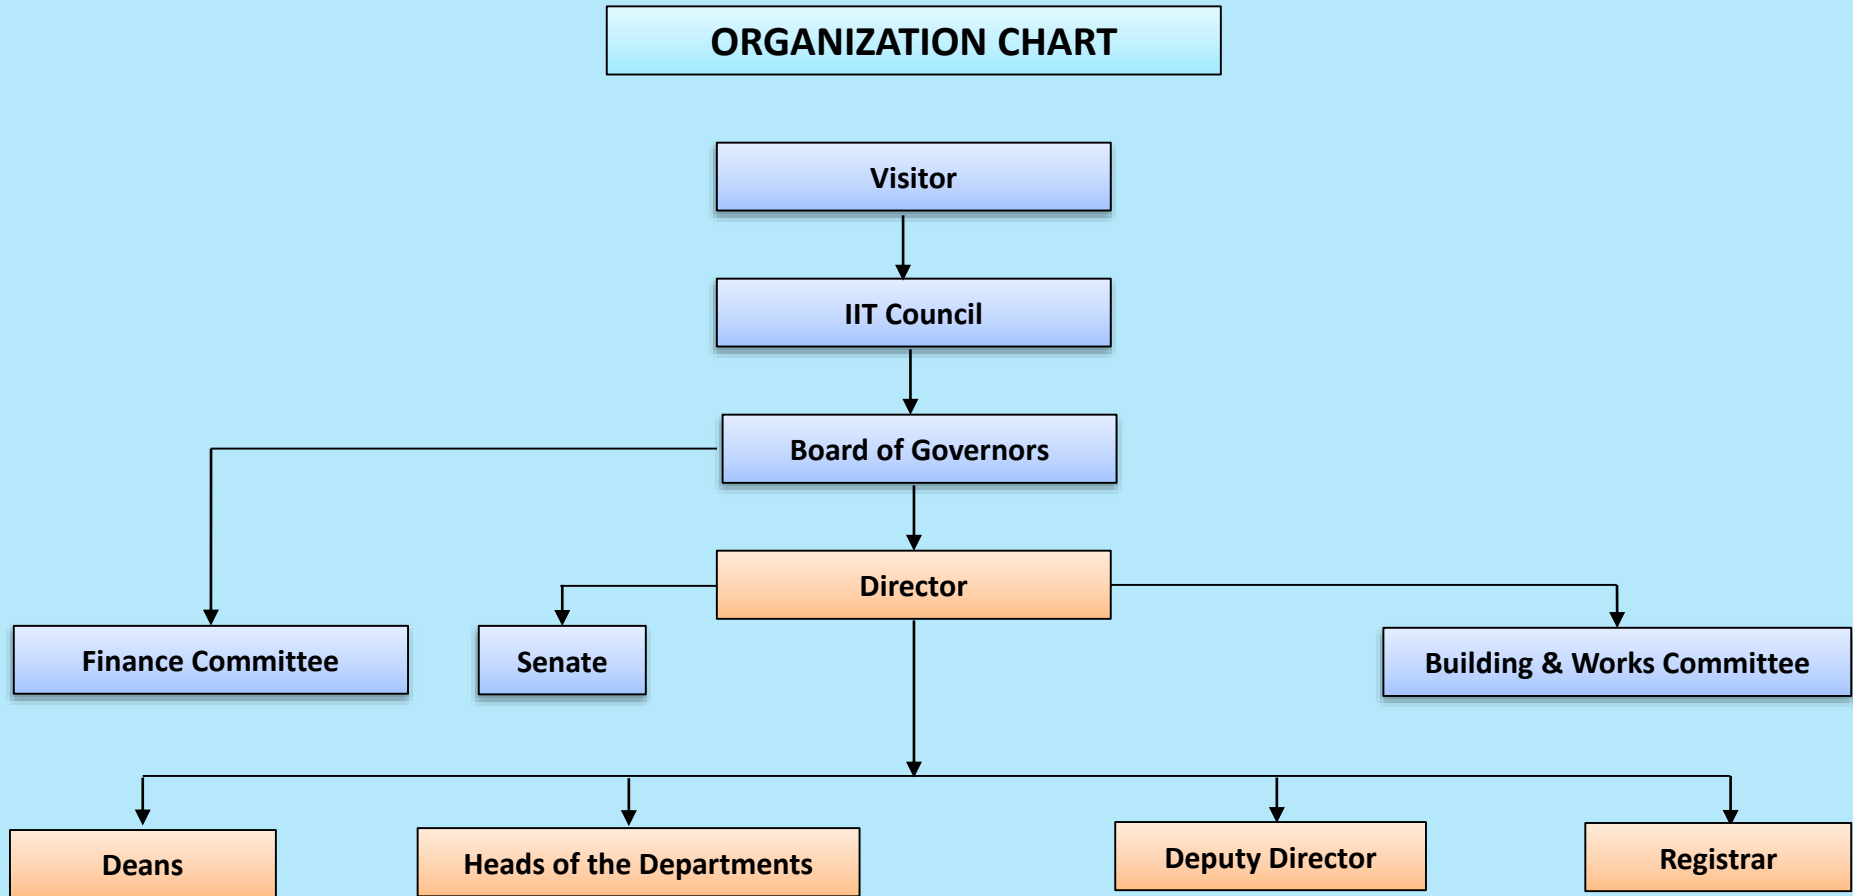 ORGANIZATION CHART
Visitor
IIT Council
Board of Governors
Director
Finance Committee
Senate
Building & Works Committee
Deans
Heads of the Departments
Deputy Director
Registrar